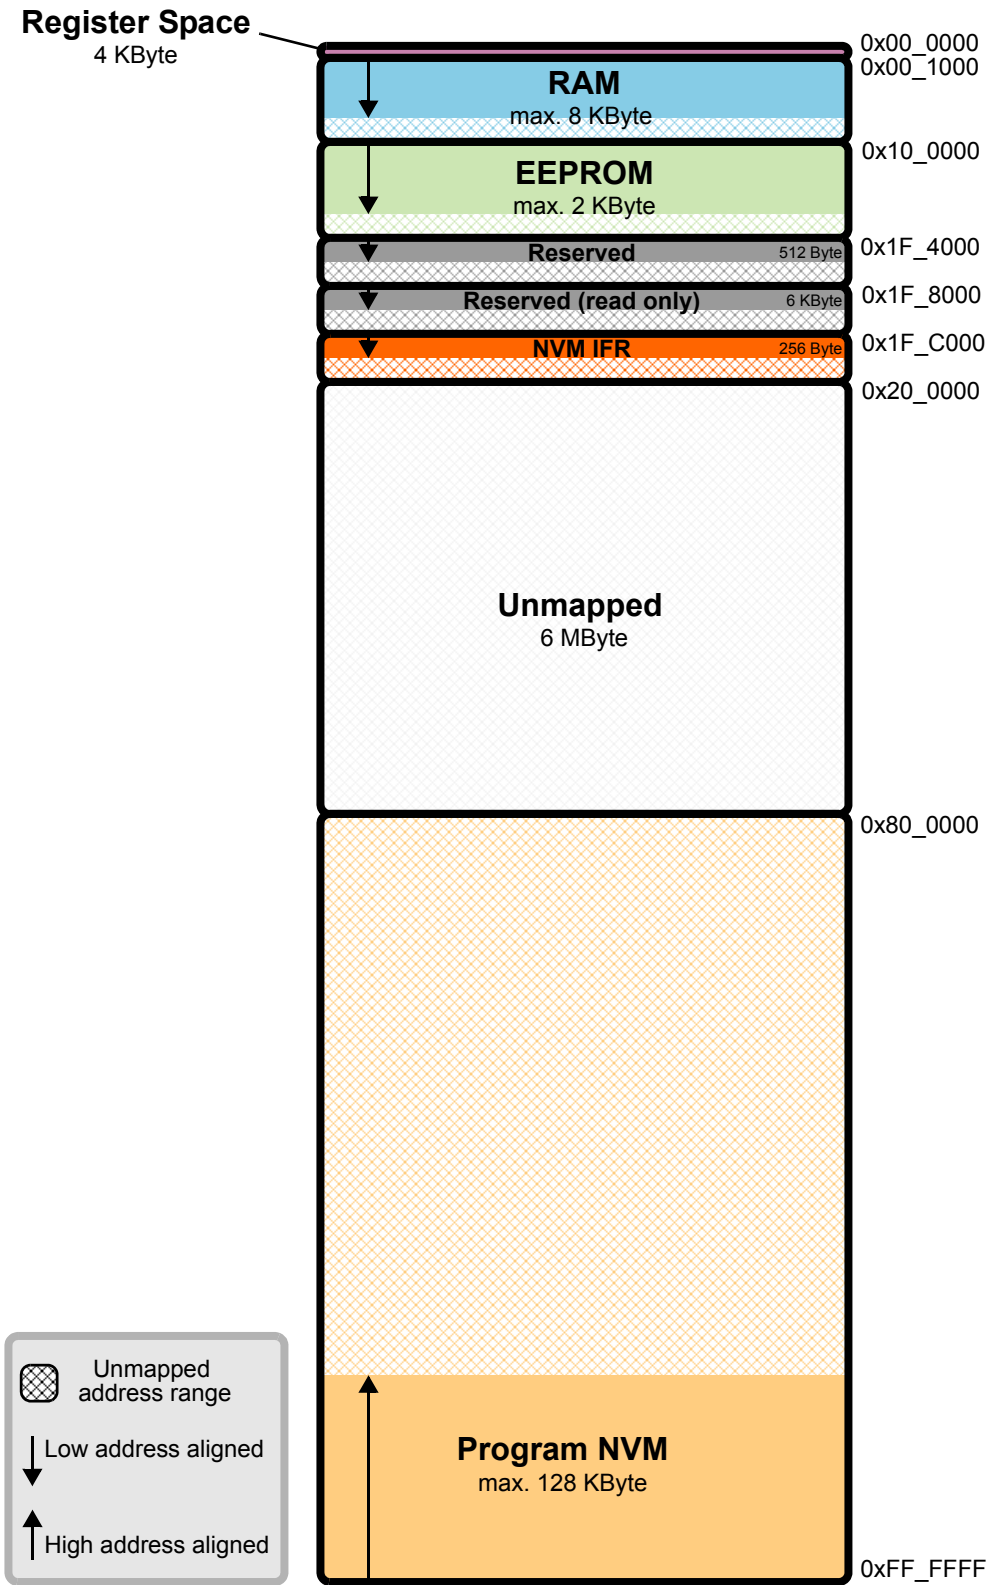 Register Space
4 KByte
0x00_0000
0x00_1000
RAM
max. 8 KByte
0x10_0000
EEPROM
max. 2 KByte
0x1F_4000
Reserved
512 Byte
0x1F_8000
Reserved (read only)
6 KByte
0x1F_C000
NVM IFR
256 Byte
0x20_0000
Unmapped
6 MByte
0x80_0000
Program NVM
max. 128 KByte
0xFF_FFFF
Unmapped
address range
Low address aligned
High address aligned